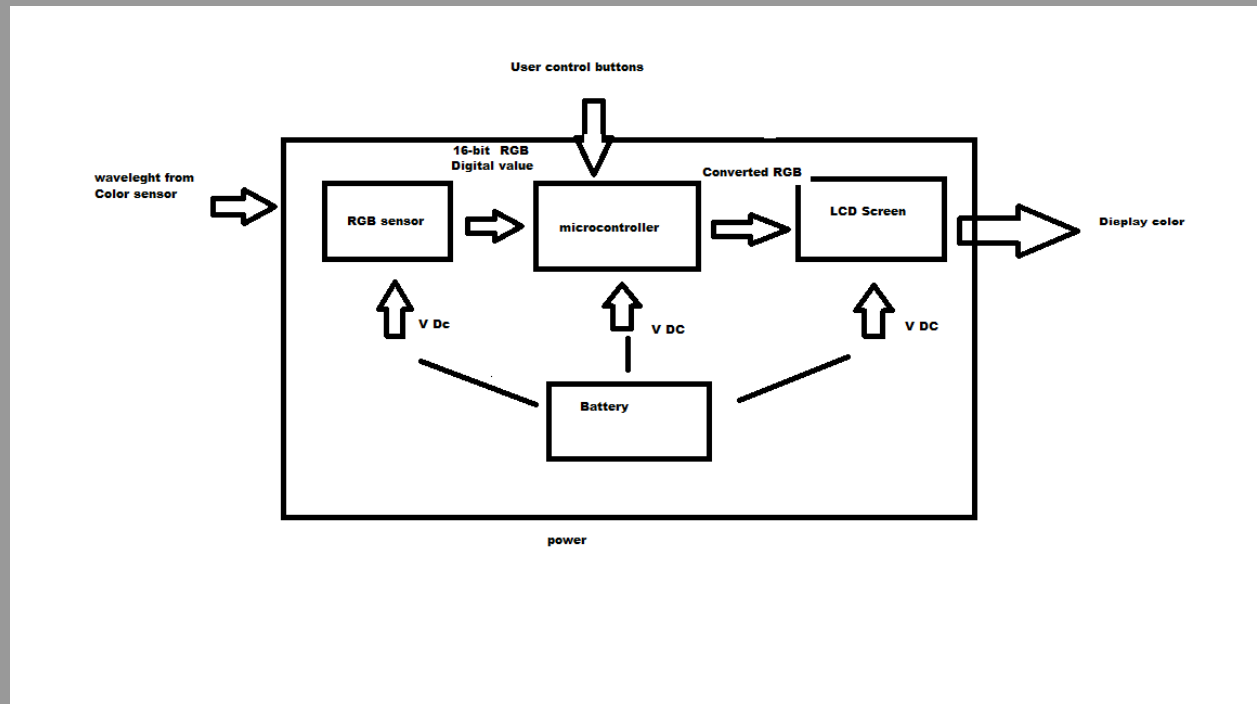 User control buttons
16-bit RGB
Digital value
waveleght from
Color sensor
Converted RGB
RGB sensor
microcontroller
LCD Screen
Display color
V Dc
V DC
V DC
Battery
power